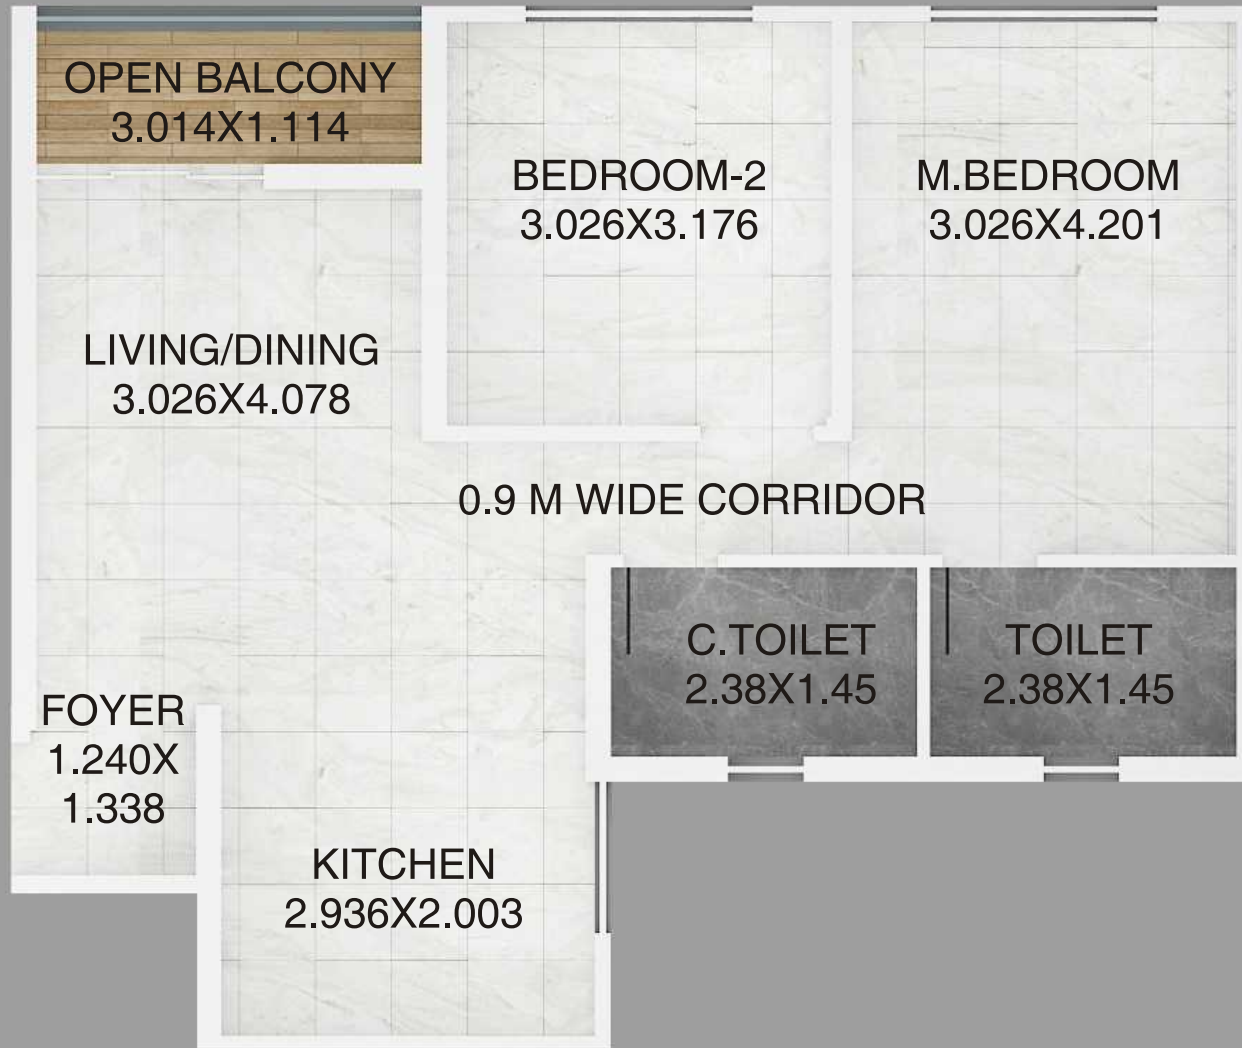 OPEN BALCONY
3.014X1.114
BEDROOM-2
3.026X3.176
M.BEDROOM
3.026X4.201
LIVING/DINING
3.026X4.078
0.9 M WIDE CORRIDOR
C.TOILET
2.38X1.45
TOILET
2.38X1.45
FOYER
1.240X
1.338
KITCHEN
2.936X2.003